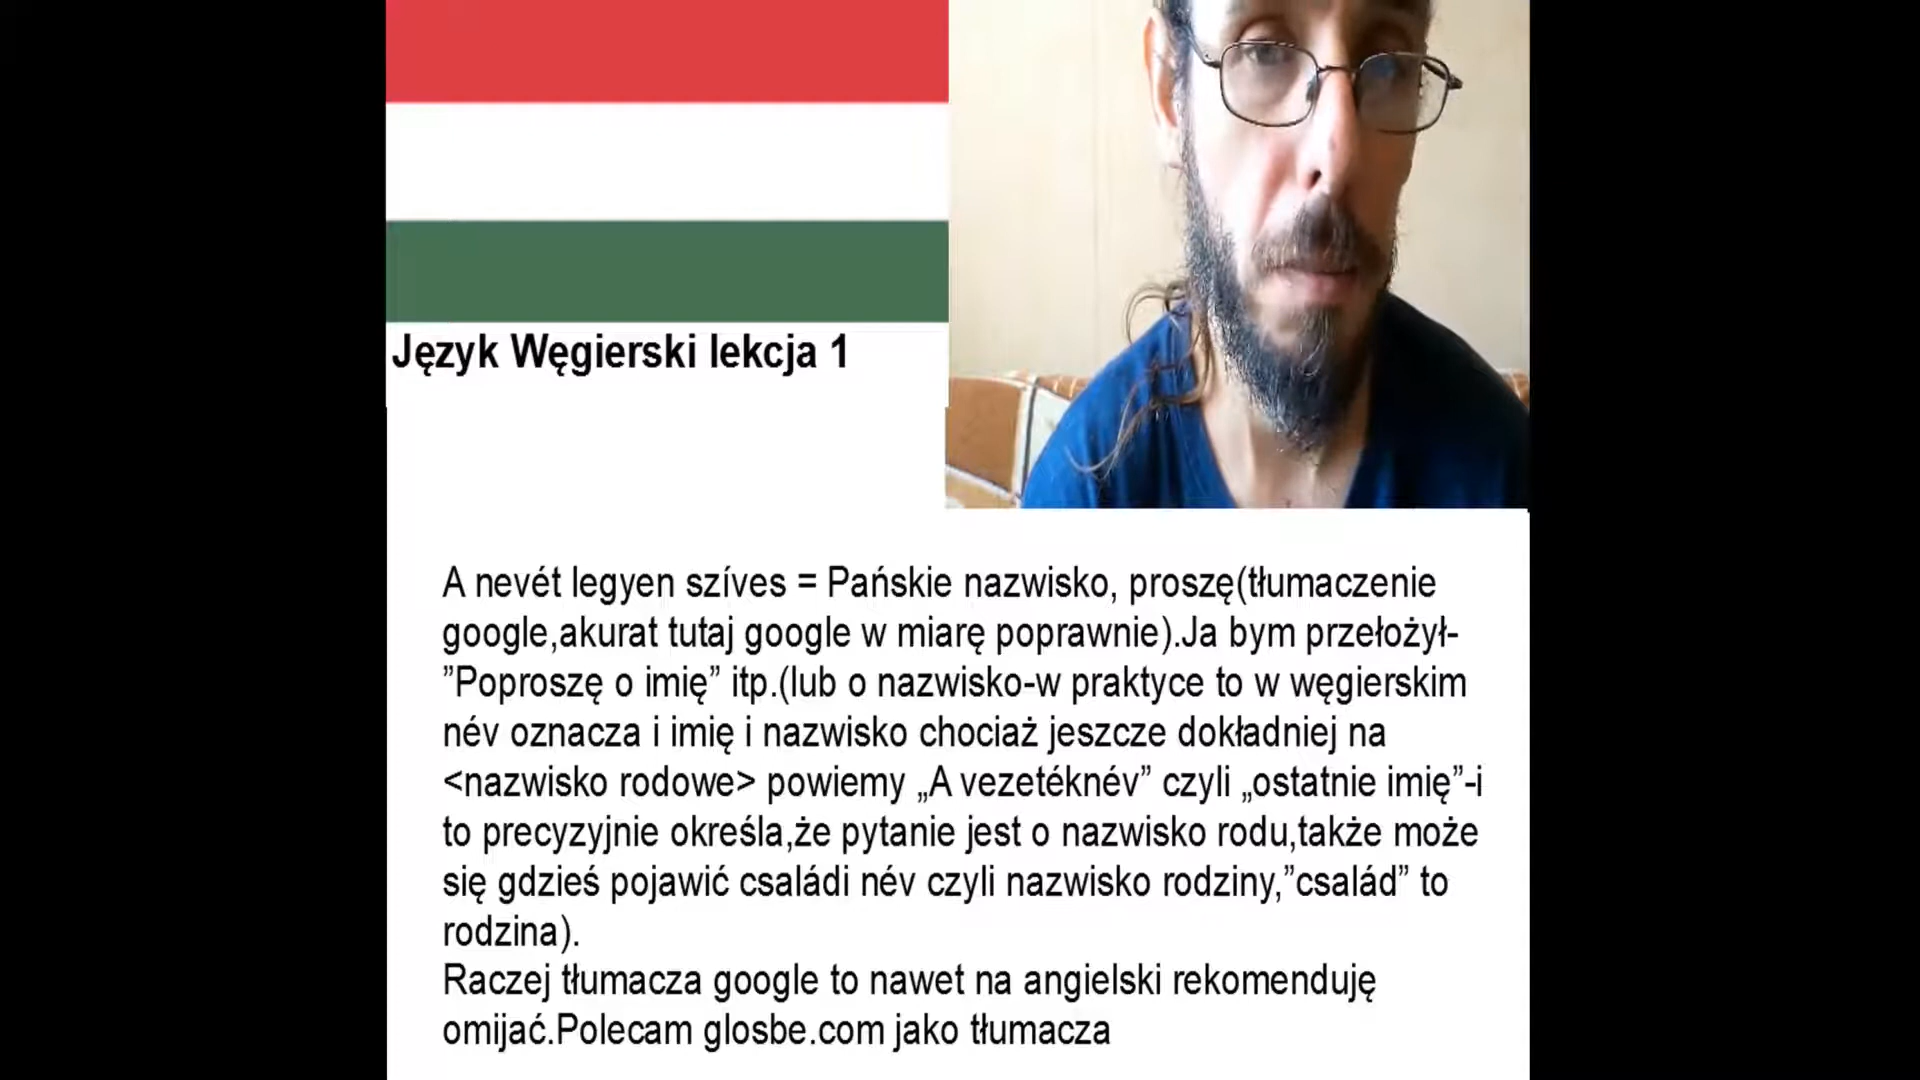 Język Węgierski lekcja 1
A nevét legyen szíves = Pańskie nazwisko, proszę(tłumaczenie
google,akurat tutaj google w miarę poprawnie).Ja bym przełożył-
”Poproszę o imię” itp.(lub o nazwisko-w praktyce to w węgierskim
név oznacza i imię i nazwisko chociaż jeszcze dokładniej na
<nazwisko rodowe> powiemy „A vezetéknév” czyli „ostatnie imię”-i
to precyzyjnie określa,że pytanie jest o nazwisko rodu,także może
się gdzieś pojawić családi név czyli nazwisko rodziny,”család” to
rodzina).
Raczej tłumacza google to nawet na angielski rekomenduję
omijać.Polecam glosbe.com jako tłumacza